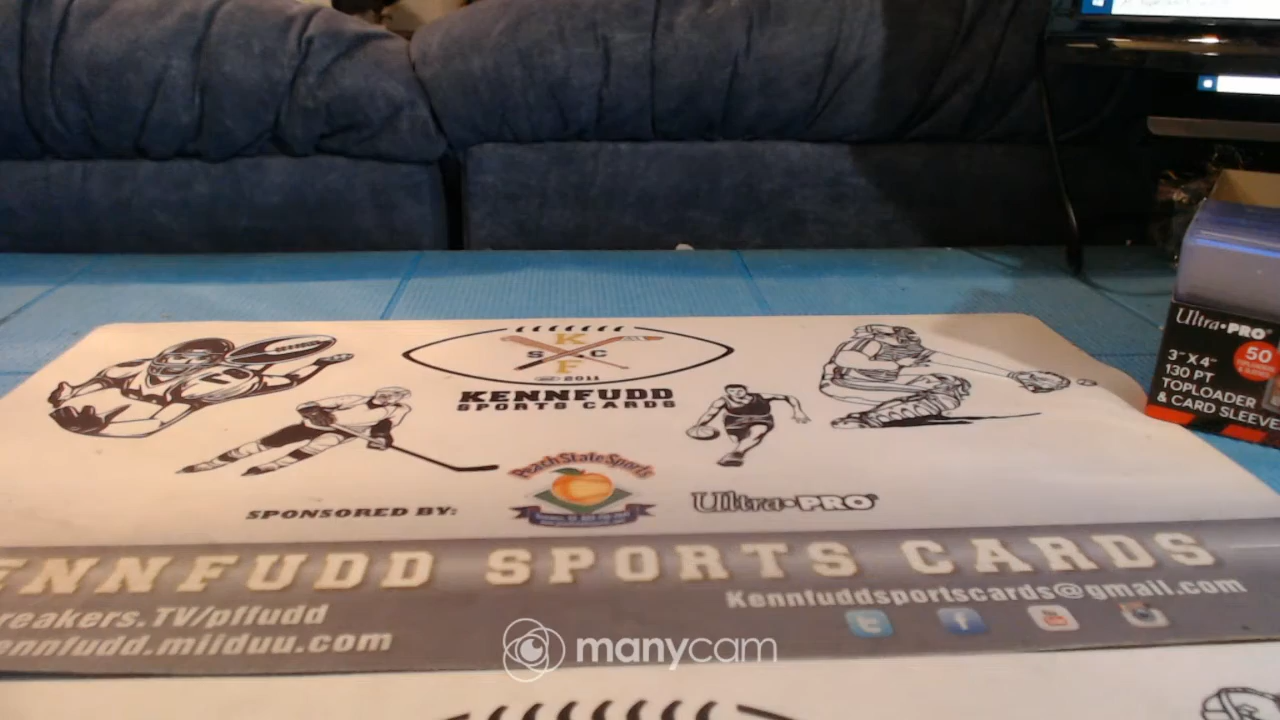 K
S C
F
2011
KENNFUDD
SPORTS CARDS
Peach State Sports
SPONSORED BY:
Ultra•PRO
ENNFUDD SPORTS CARDS
reakers.TV/pffudd
Kennfuddsportscards@gmail.com
ennfudd.miiduu.com
manycam
Ultra•PRO
50
3" X 4"
130 PT
TOPLOADER
& CARD SLEEVE